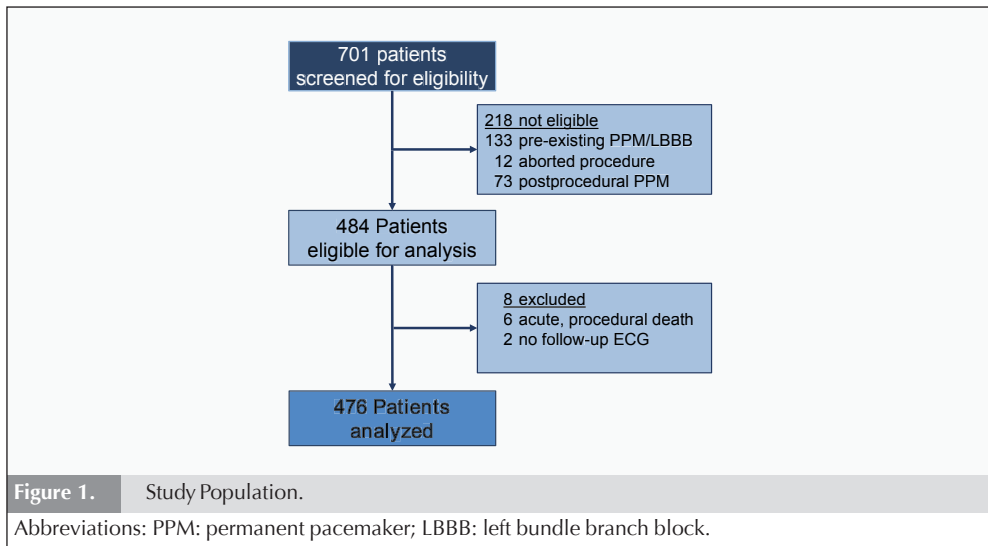 701 patients
screened for eligibility
218 not eligible
133 pre-existing PPM/LBBB
12 aborted procedure
73 postprocedural PPM
484 Patients
eligible for analysis
8 excluded
6 acute, procedural death
2 no follow-up ECG
476 Patients
analyzed
Figure 1. Study Population.
Abbreviations: PPM: permanent pacemaker; LBBB: left bundle branch block.